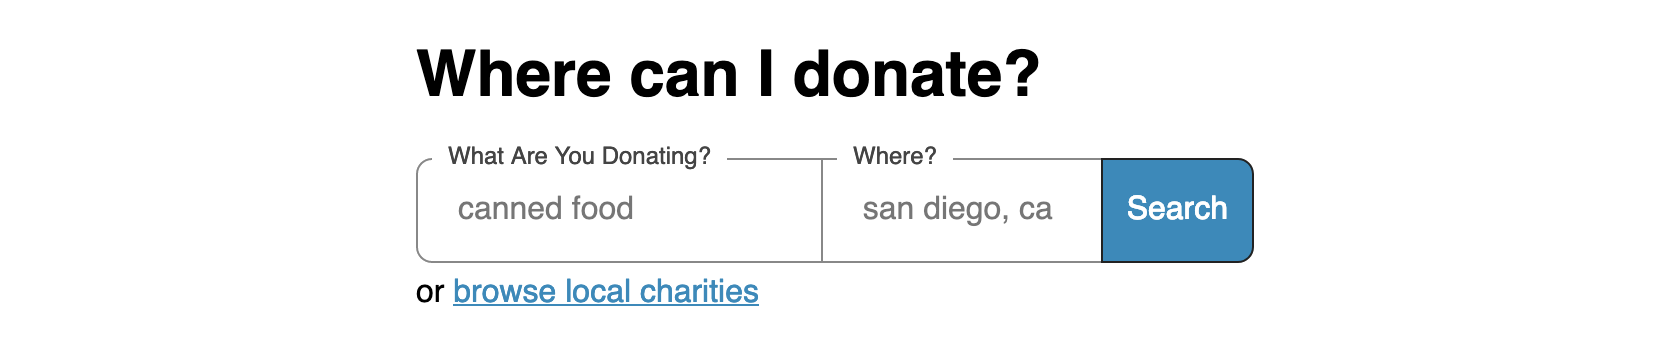 Where can I donate?
What Are You Donating? Where?
canned food san diego, ca Search
or browse local charities